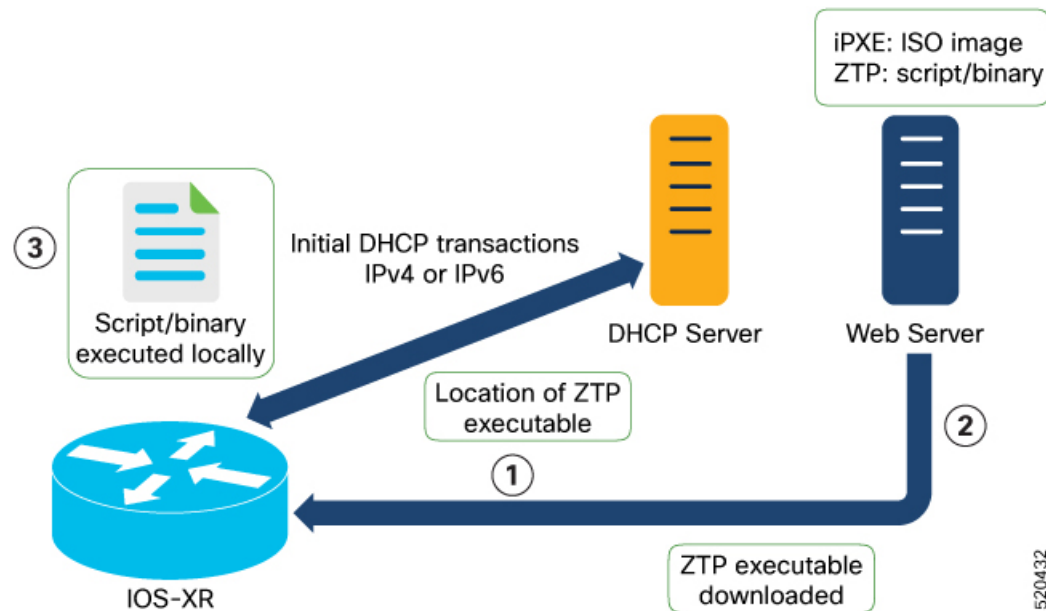 iPXE: ISO image
ZTP: script/binary
3
Script/binary
executed locally
Initial DHCP transactions
IPv4 or IPv6
DHCP Server
Web Server
Location of ZTP
executable
1
2
ZTP executable
downloaded
IOS-XR
520432